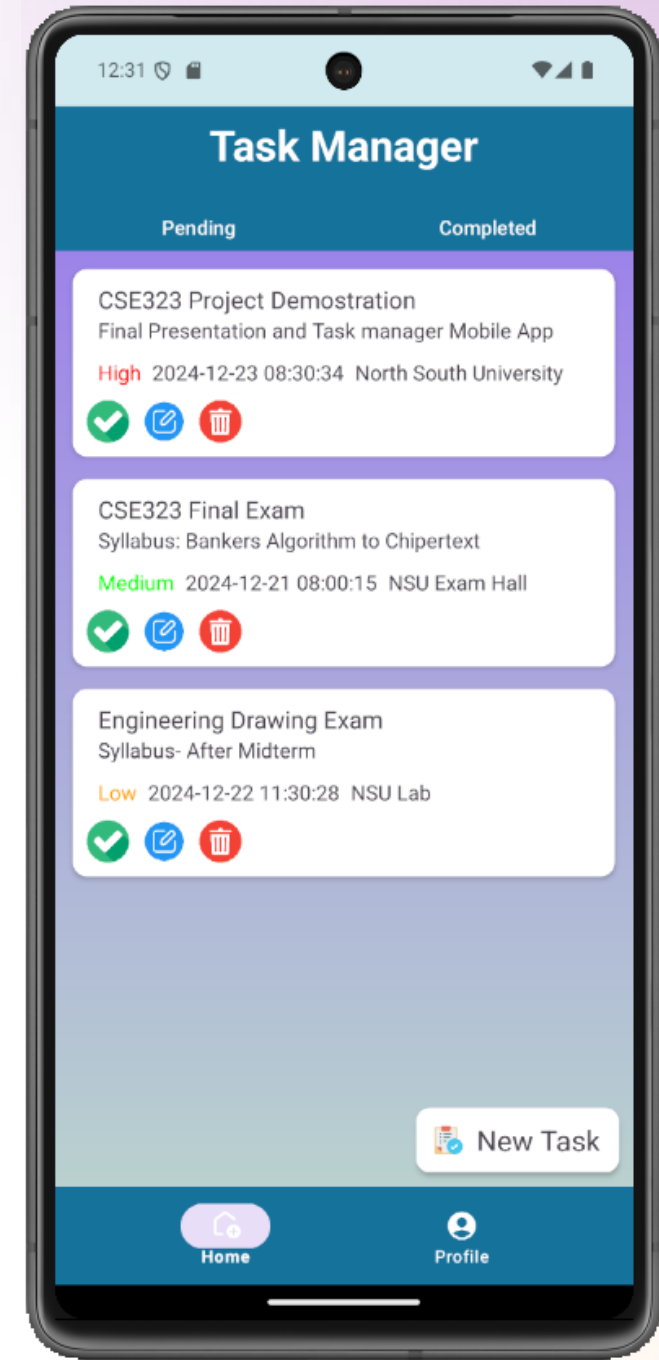 12:31
Task Manager
Pending Completed
CSE323 Project Demostration
Final Presentation and Task manager Mobile App
High 2024-12-23 08:30:34 North South University
CSE323 Final Exam
Syllabus: Bankers Algorithm to Chipertext
Medium 2024-12-21 08:00:15 NSU Exam Hall
Engineering Drawing Exam
Syllabus- After Midterm
Low 2024-12-22 11:30:28 NSU Lab
New Task
Home Profile